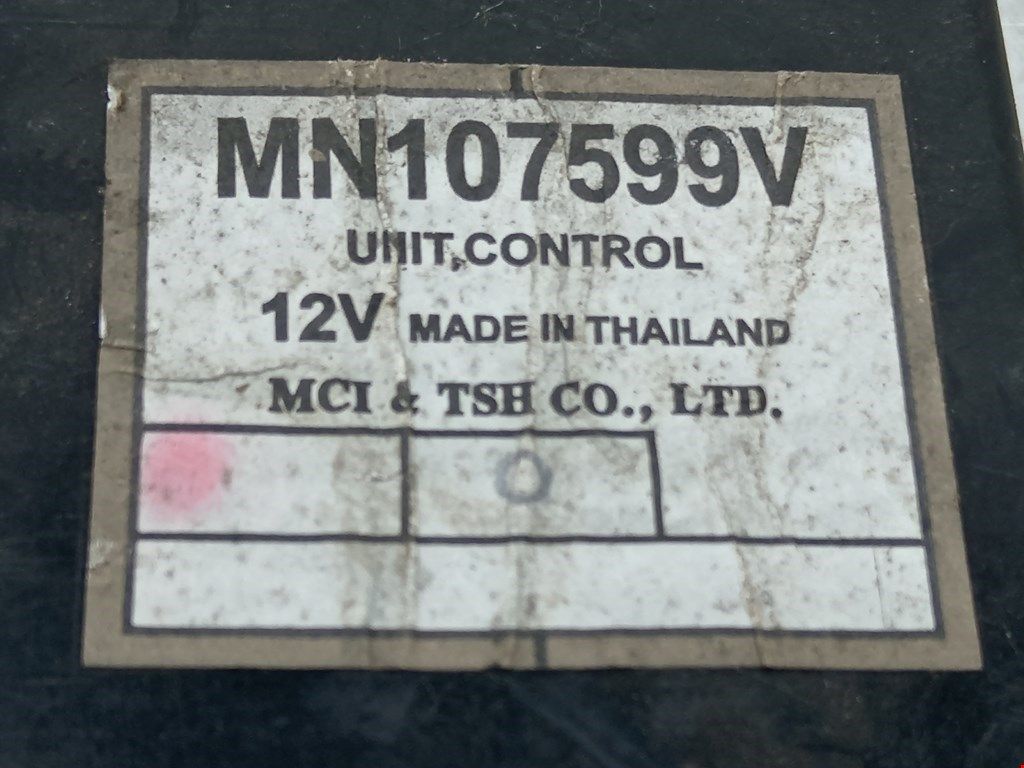 MN107599V
UNIT,CONTROL
12V MADE IN THAILAND
MCI & TSH CO., LTD.